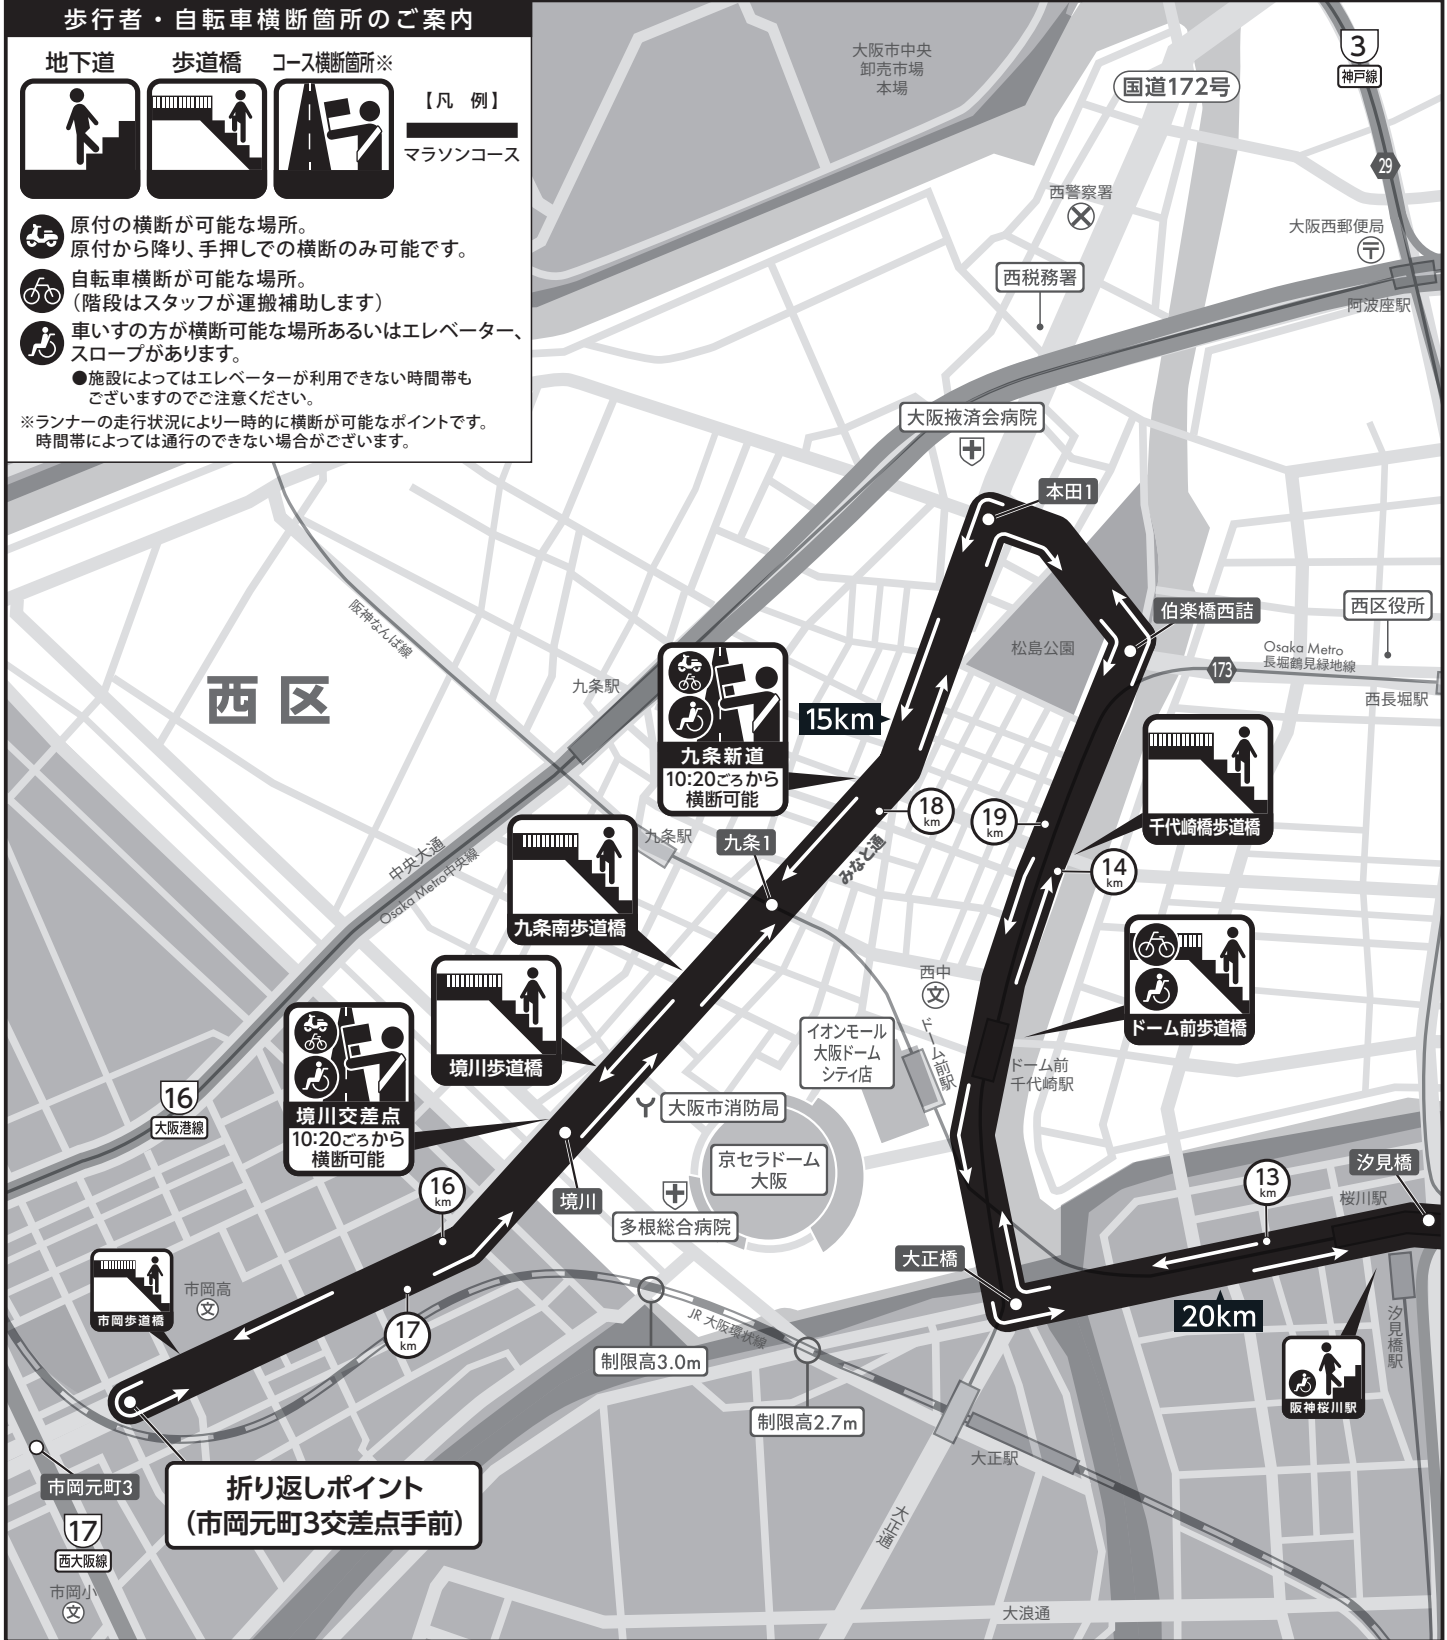 歩行者・自転車横断箇所のご案内
地下道
歩道橋
コース横断箇所※
【凡 例】
マラソンコース
原付の横断が可能な場所。
原付から降り、手押しでの横断のみ可能です。
自転車横断が可能な場所。
（階段はスタッフが運搬補助します）
車いすの方が横断可能な場所あるいはエレベーター、
スロープがあります。
●施設によってはエレベーターが利用できない時間帯も
ございますのでご注意ください。
※ランナーの走行状況により一時的に横断が可能なポイントです。
時間帯によっては通行のできない場合がございます。
大阪市中央
卸売市場
本場
国道172号
3
神戸線
29
西警察署
大阪西郵便局
西税務署
阿波座駅
大阪掖済会病院
本田1
阪神なんば線
伯楽橋西詰
西区役所
松島公園
Osaka Metro
長堀鶴見緑地線
173
西長堀駅
西区
九条駅
九条新道
10:20ごろから
横断可能
15km
18
km
19
km
千代崎橋歩道橋
14
km
みなと通
九条駅
九条1
中央大通
Osaka Metro中央線
九条南歩道橋
西中
文
ドーム前歩道橋
境川歩道橋
イオンモール
大阪ドーム
シティ店
ドーム前駅
ドーム前
千代崎駅
境川交差点
10:20ごろから
横断可能
16
大阪港線
大阪市消防局
京セラドーム
大阪
境川
多根総合病院
16
km
13
km
汐見橋
桜川駅
大正橋
20km
市岡歩道橋
市岡高
文
17
km
JR 大阪環状線
制限高3.0m
制限高2.7m
汐見橋駅
阪神桜川駅
大正駅
大正通
折り返しポイント
（市岡元町3交差点手前）
市岡元町3
17
西大阪線
市岡小
文
大浪通